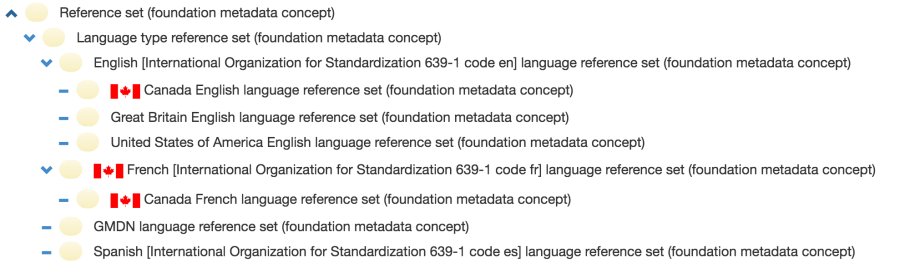 Reference set (foundation metadata concept)
Language type reference set (foundation metadata concept)
English [International Organization for Standardization 639-1 code en] language reference set (foundation metadata concept)
Canada English language reference set (foundation metadata concept)
Great Britain English language reference set (foundation metadata concept)
United States of America English language reference set (foundation metadata concept)
French [International Organization for Standardization 639-1 code fr] language reference set (foundation metadata concept)
Canada French language reference set (foundation metadata concept)
GMDN language reference set (foundation metadata concept)
Spanish [International Organization for Standardization 639-1 code es] language reference set (foundation metadata concept)